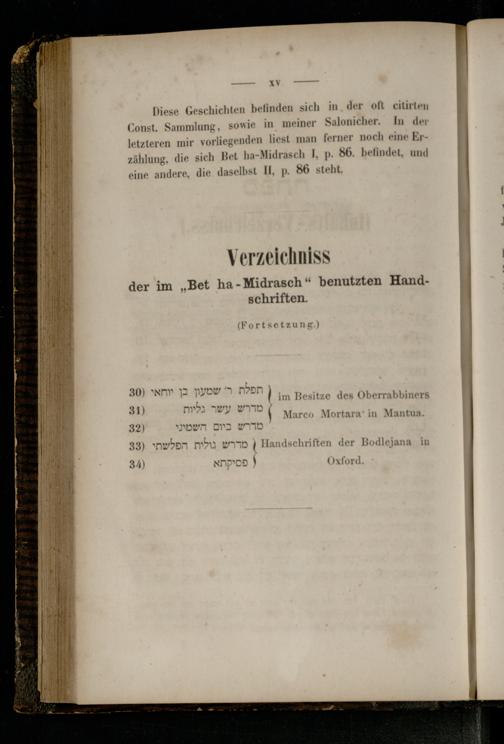 — XV —
Diese Geschichten befinden sich in der oft citirten
Const. Sammlung, sowie in meiner Salonicher. In der
letzteren mir vorliegenden liest man ferner noch eine Er-
zählung, die sich Bet ha-Midrasch I, p. 86. befindet, und
eine andere, die daselbst II, p. 86 steht.
Verzeichniss
der im „Bet ha-Midrasch“ benutzten Hand-
schriften.
(Fortsetzung.)
30) תפלת ר׳ שמעון בן יוחאי
31) מדרש עשר גליות
im Besitze des Oberrabbiners
Marco Mortara in Mantua.
32) מדרש ביום השמיני
33) מדרש גולית הפלשתי
34) פסיקתא
Handschriften der Bodlejana in
Oxford.